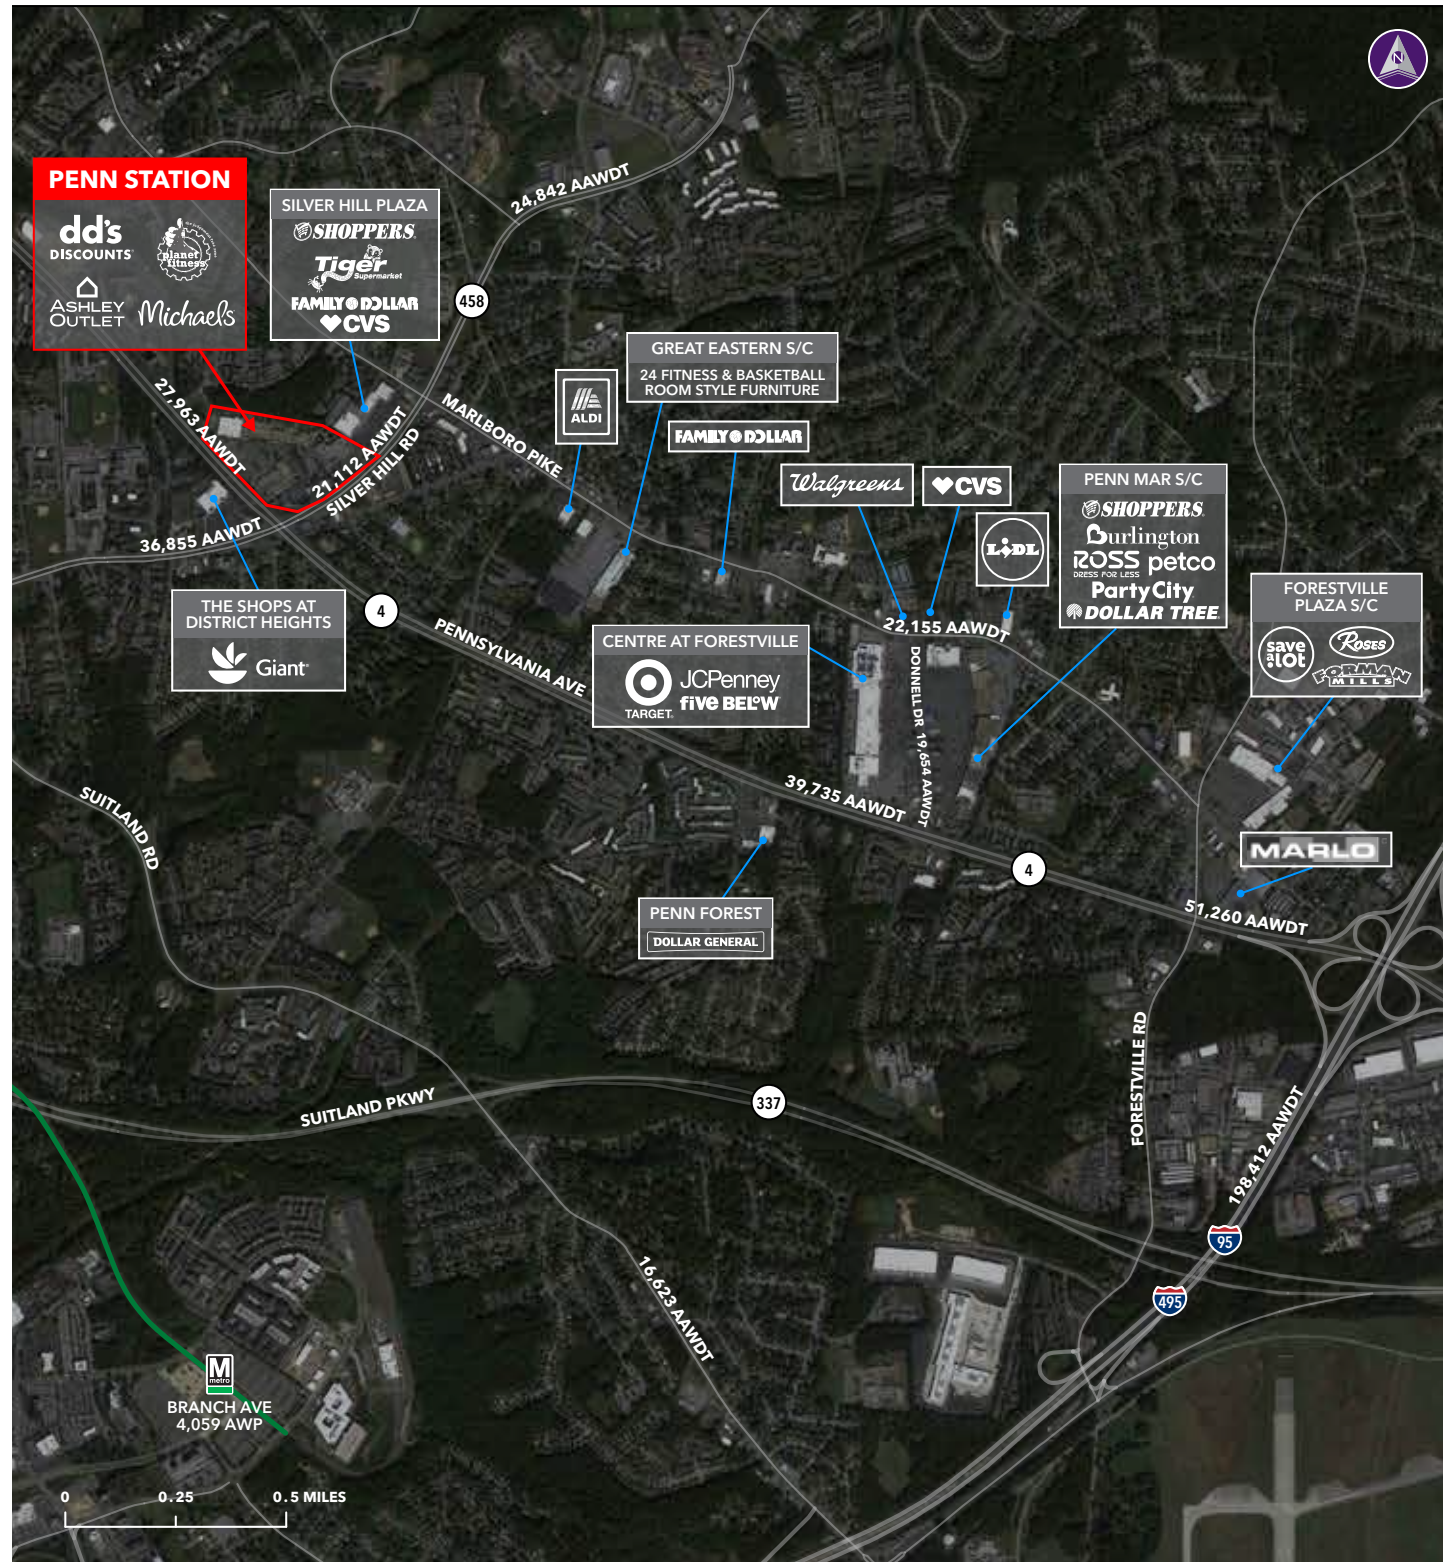 N
PENN STATION
dd's
DISCOUNTS
planet
fitness
ASHLEY
OUTLET
Michaels
SILVER HILL PLAZA
SHOPPERS
Tiger
Supermarket
FAMILY DOLLAR
CVS
24,842 AAWDT
458
27,963 AAWDT
21,112 AAWDT
SILVER HILL RD
36,855 AAWDT
MARLBORO PIKE
ALDI
GREAT EASTERN S/C
24 FITNESS & BASKETBALL
ROOM STYLE FURNITURE
FAMILY DOLLAR
Walgreens
CVS
LIDL
PENN MAR S/C
SHOPPERS
Burlington
ROSS petco
DRESS FOR LESS
PartyCity
DOLLAR TREE
FORESTVILLE
PLAZA S/C
save
a lot
ROSES
FORMAN
MILLS
THE SHOPS AT
DISTRICT HEIGHTS
Giant
4
PENNSYLVANIA AVE
CENTRE AT FORESTVILLE
TARGET
JCPenney
five BELOW
22,155 AAWDT
DONNELL DR 19,654 AAWDT
39,735 AAWDT
4
MARLO
51,260 AAWDT
SUITLAND RD
PENN FOREST
DOLLAR GENERAL
SUITLAND PKWY
337
FORESTVILLE RD
198,412 AAWDT
95
495
16,623 AAWDT
M
metro
BRANCH AVE
4,059 AWP
0 0.25 0.5 MILES